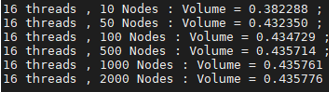 16 threads , 10 Nodes : Volume = 0.382288 ;
16 threads , 50 Nodes : Volume = 0.432350 ;
16 threads , 100 Nodes : Volume = 0.434729 ;
16 threads , 500 Nodes : Volume = 0.435714 ;
16 threads , 1000 Nodes : Volume = 0.435761
16 threads , 2000 Nodes : Volume = 0.435776